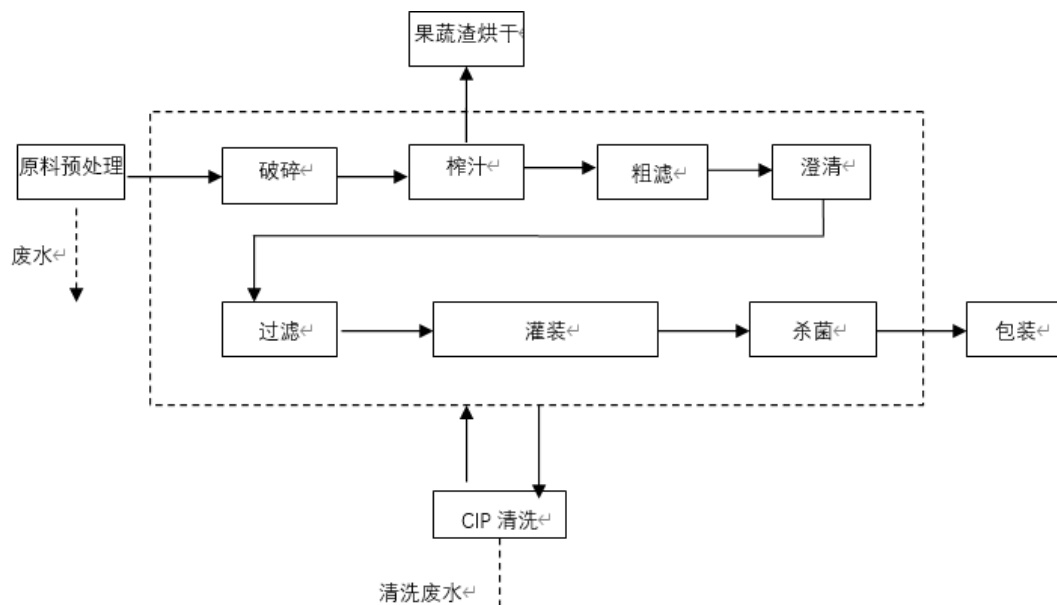 果蔬渣烘干
原料预处理
破碎
榨汁
粗滤
澄清
废水
过滤
灌装
杀菌
包装
CIP 清洗
清洗废水